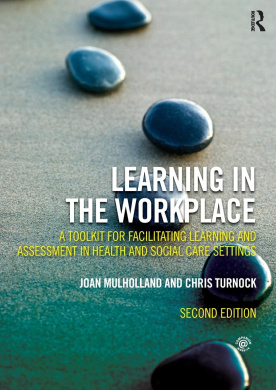 ROUTLEDGE
LEARNING IN
THE WORKPLACE
A TOOLKIT FOR FACILITATING LEARNING AND
ASSESSMENT IN HEALTH AND SOCIAL CARE SETTINGS
JOAN MULHOLLAND AND CHRIS TURNOCK
SECOND EDITION